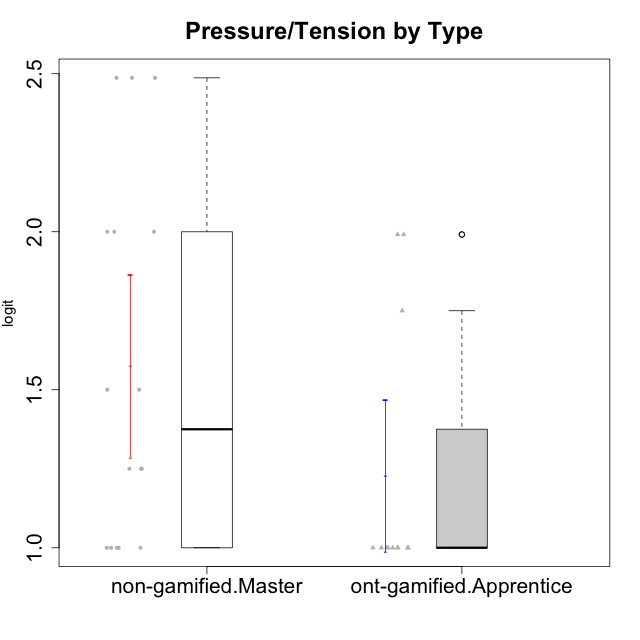 Pressure/Tension by Type
logit
2.5
2.0
1.5
1.0
non-gamified.Master ont-gamified.Apprentice